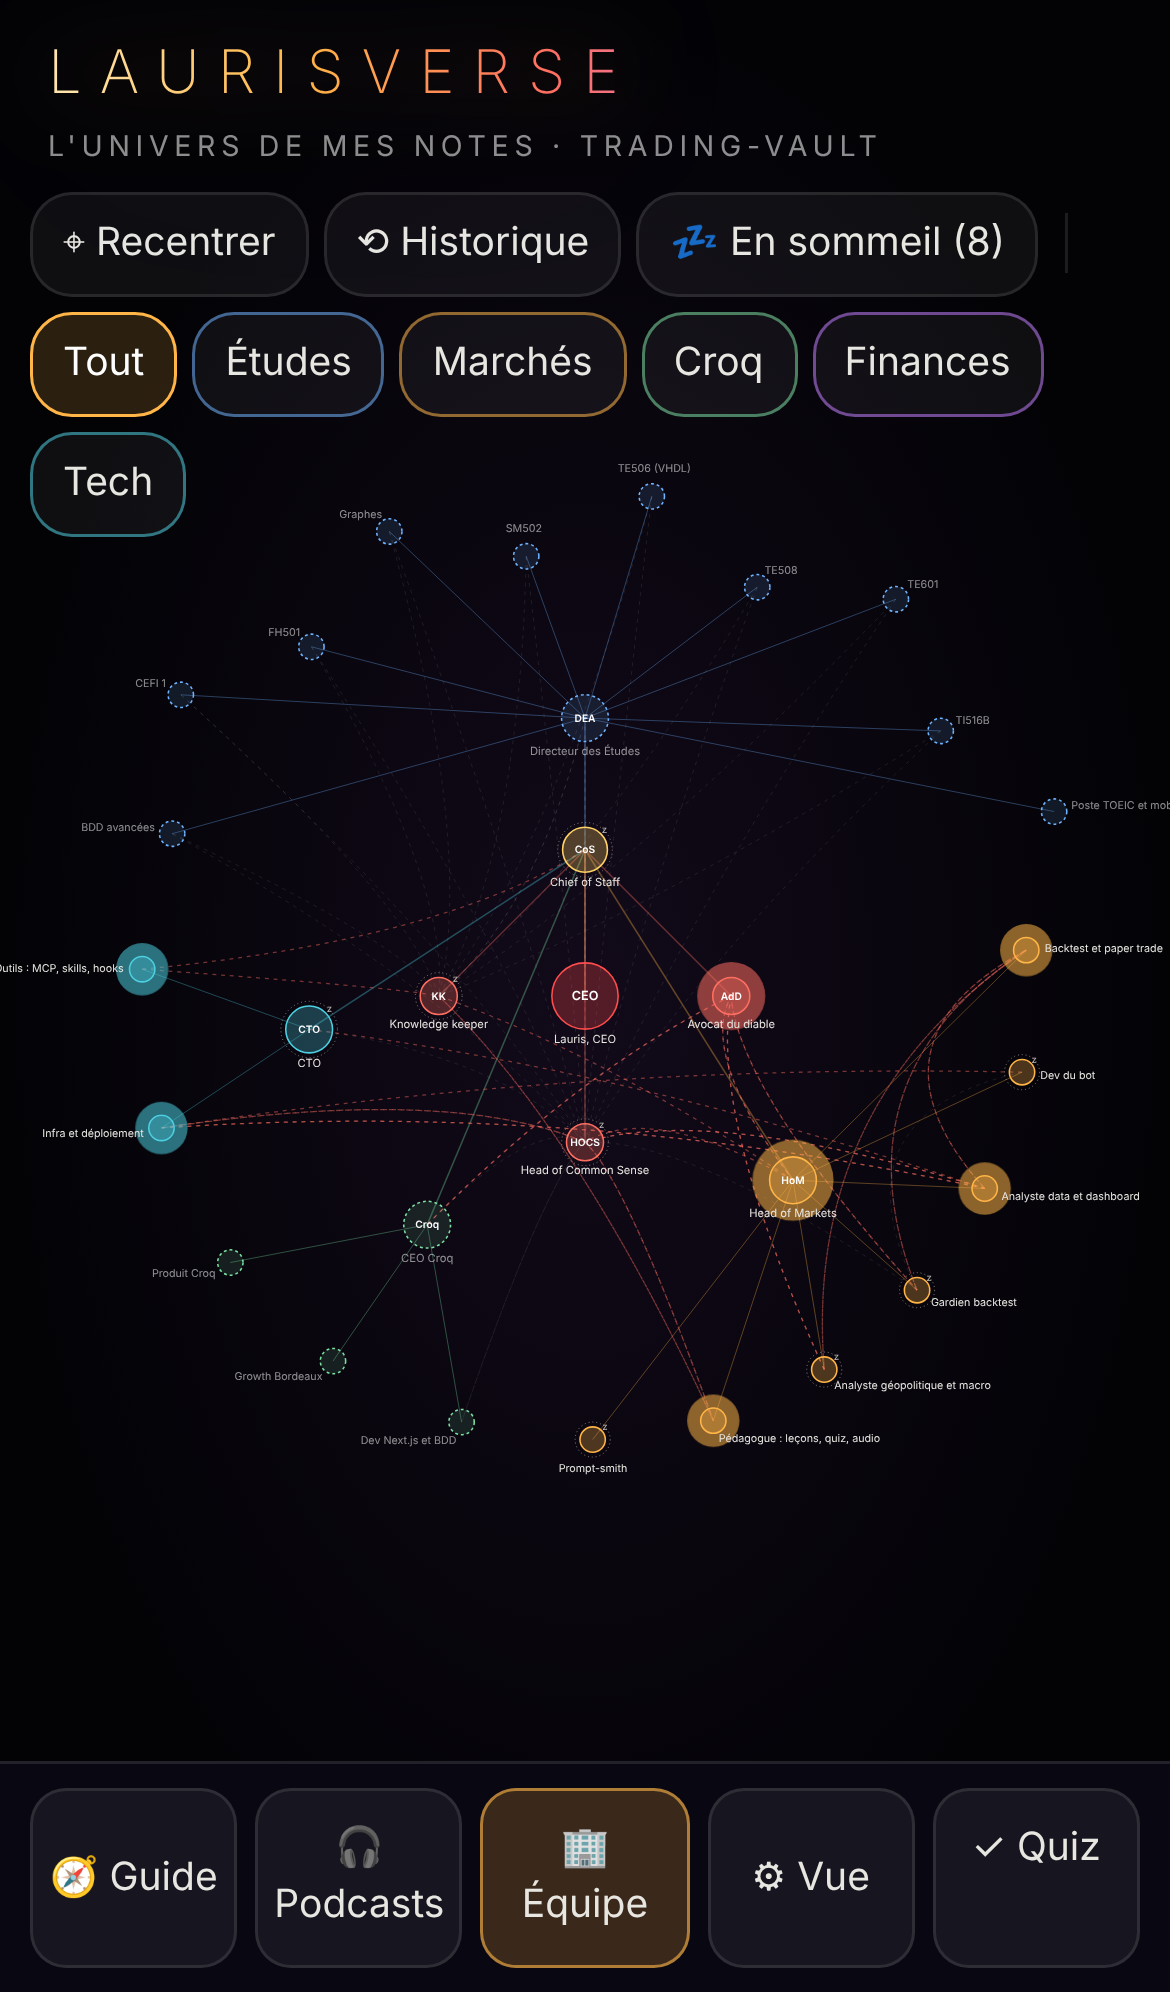 LAURISVERSE
L'UNIVERS DE MES NOTES · TRADING-VAULT
⌖ Recentrer
⟲ Historique
💤 En sommeil (8)
Tout
Études
Marchés
Croq
Finances
Tech
TE506 (VHDL)
Graphes
SM502
TE508
TE601
FH501
CEFI 1
DEA
Directeur des Études
TI516B
Poste TOEIC et mob
BDD avancées
z
CoS
Chief of Staff
Backtest et paper trade
Outils : MCP, skills, hooks
z
KK
Knowledge keeper
CEO
Lauris, CEO
AdD
Avocat du diable
z
CTO
CTO
z
Dev du bot
Infra et déploiement
z
HOCS
Head of Common Sense
HoM
Head of Markets
Analyste data et dashboard
Croq
CEO Croq
Produit Croq
z
Gardien backtest
Growth Bordeaux
z
Analyste géopolitique et macro
Dev Next.js et BDD
z
Prompt-smith
Pédagogue : leçons, quiz, audio
🧭 Guide
🎧
Podcasts
🏢
Équipe
⚙ Vue
✓ Quiz